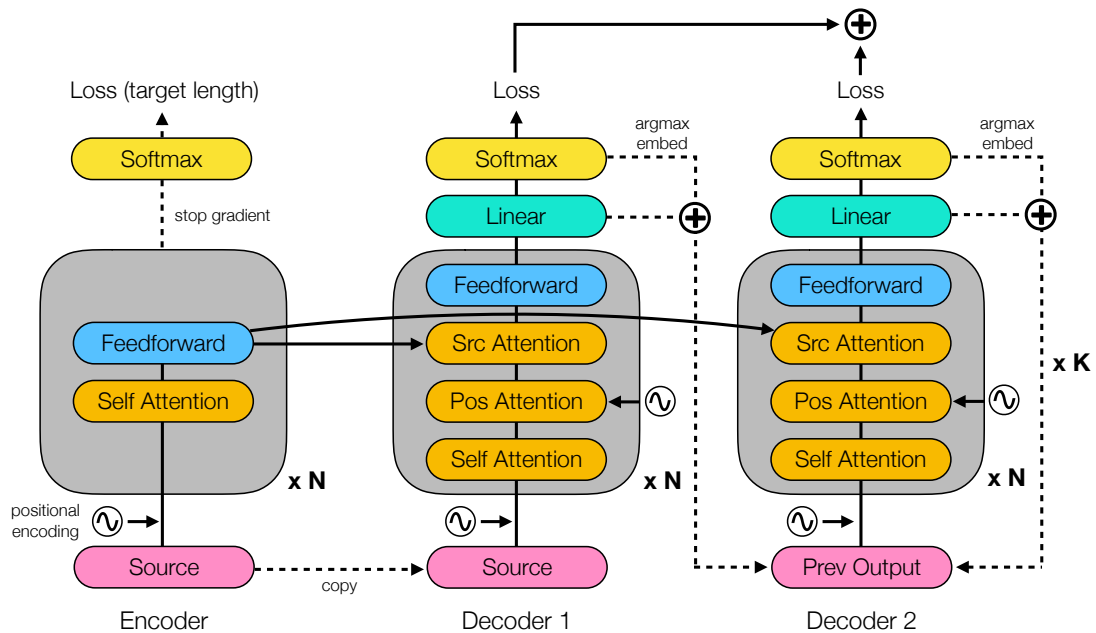 Loss (target length)
Softmax
stop gradient
Feedforward
Self Attention
x N
positional
encoding
Source
Encoder
copy
Loss
argmax
embed
Softmax
Linear
Feedforward
Src Attention
Pos Attention
Self Attention
x N
Source
Decoder 1
Loss
argmax
embed
Softmax
Linear
Feedforward
Src Attention
x K
Pos Attention
Self Attention
x N
Prev Output
Decoder 2